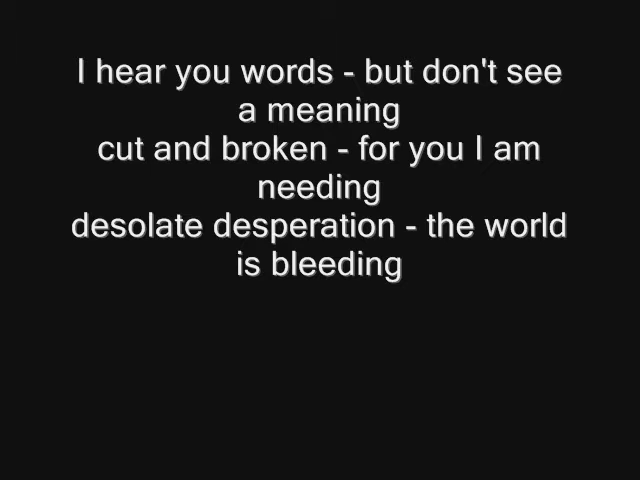 I hear you words - but don't see
a meaning
cut and broken - for you I am
needing
desolate desperation - the world
is bleeding